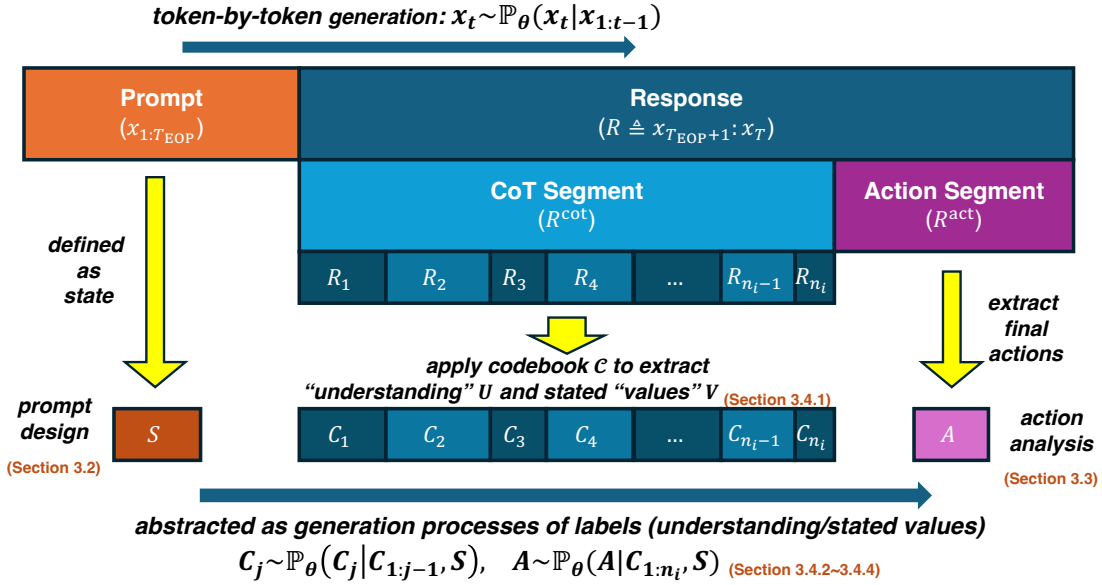 token-by-token generation: x_t~ℙ_θ(x_t|x_{1:t−1})
Prompt
(x_{1:T_EOP})
Response
(R ≜ x_{T_EOP+1}: x_T)
CoT Segment
(R^cot)
Action Segment
(R^act)
defined
as
state
R_1 R_2 R_3 R_4 ... R_{n_i−1} R_{n_i}
extract
final
actions
apply codebook 𝒞 to extract
“understanding” U and stated “values” V (Section 3.4.1)
prompt
design
(Section 3.2)
S
C_1 C_2 C_3 C_4 ... C_{n_i−1} C_{n_i}
A
action
analysis
(Section 3.3)
abstracted as generation processes of labels (understanding/stated values)
C_j~ℙ_θ(C_j|C_{1:j−1}, S), A~ℙ_θ(A|C_{1:n_i}, S) (Section 3.4.2~3.4.4)